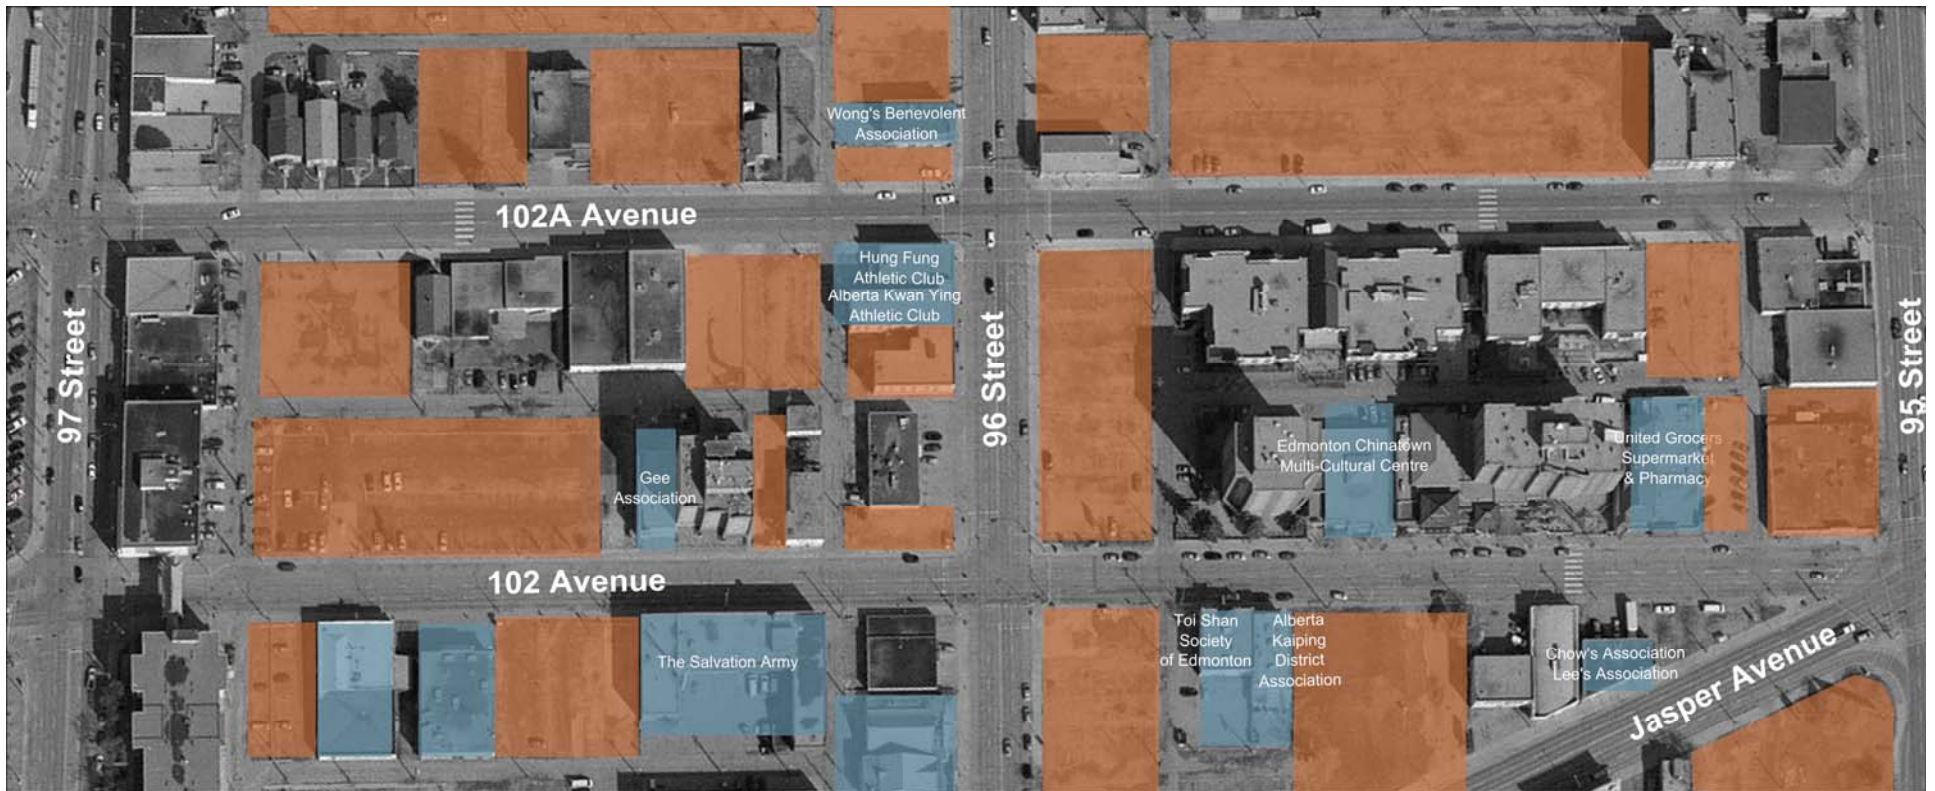 Wong's Benevolent
Association
102A Avenue
Hung Fung
Athletic Club
Alberta Kwan Ying
Athletic Club
97 Street
96 Street
95 Street
Edmonton Chinatown
Multi-Cultural Centre
United Grocers
Supermarket
& Pharmacy
Gee
Association
102 Avenue
The Salvation Army
Toi Shan
Society
of Edmonton
Alberta
Kaiping
District
Association
Chow's Association
Lee's Association
Jasper Avenue